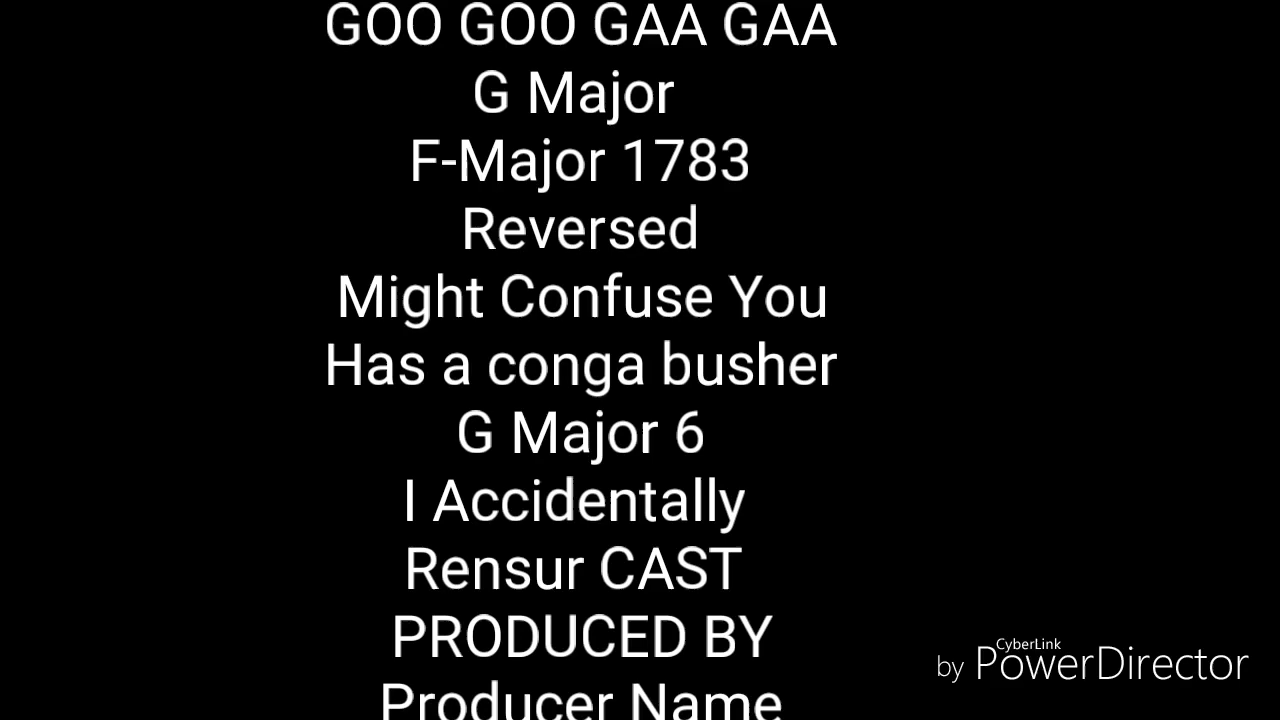 GOO GOO GAA GAA
G Major
F-Major 1783
Reversed
Might Confuse You
Has a conga busher
G Major 6
I Accidentally
Rensur CAST
PRODUCED BY
Producer Name
CyberLink
by PowerDirector